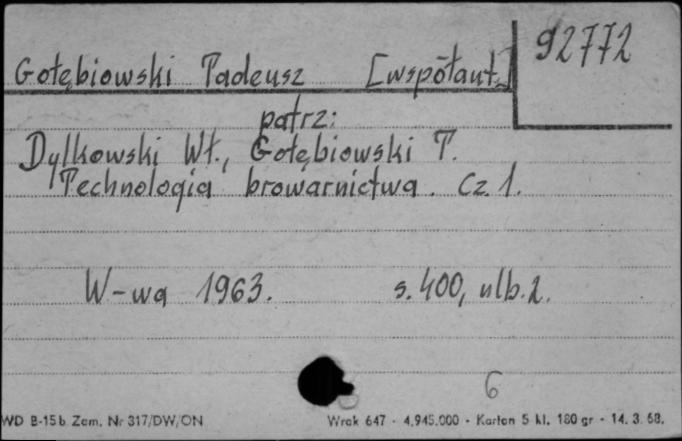 92772
Gołębiowski Tadeusz [współaut.]
patrz:
Dylkowski Wł., Gołębiowski T.
Technologia browarnictwa. Cz. 1.
W-wa 1963. s. 400, nlb. 2.
6
WD B-15b Zam. Nr 317/DW/ON Wrak 647 - 4.945.000 - Karton 5 kl. 180 gr - 14. 3. 68.